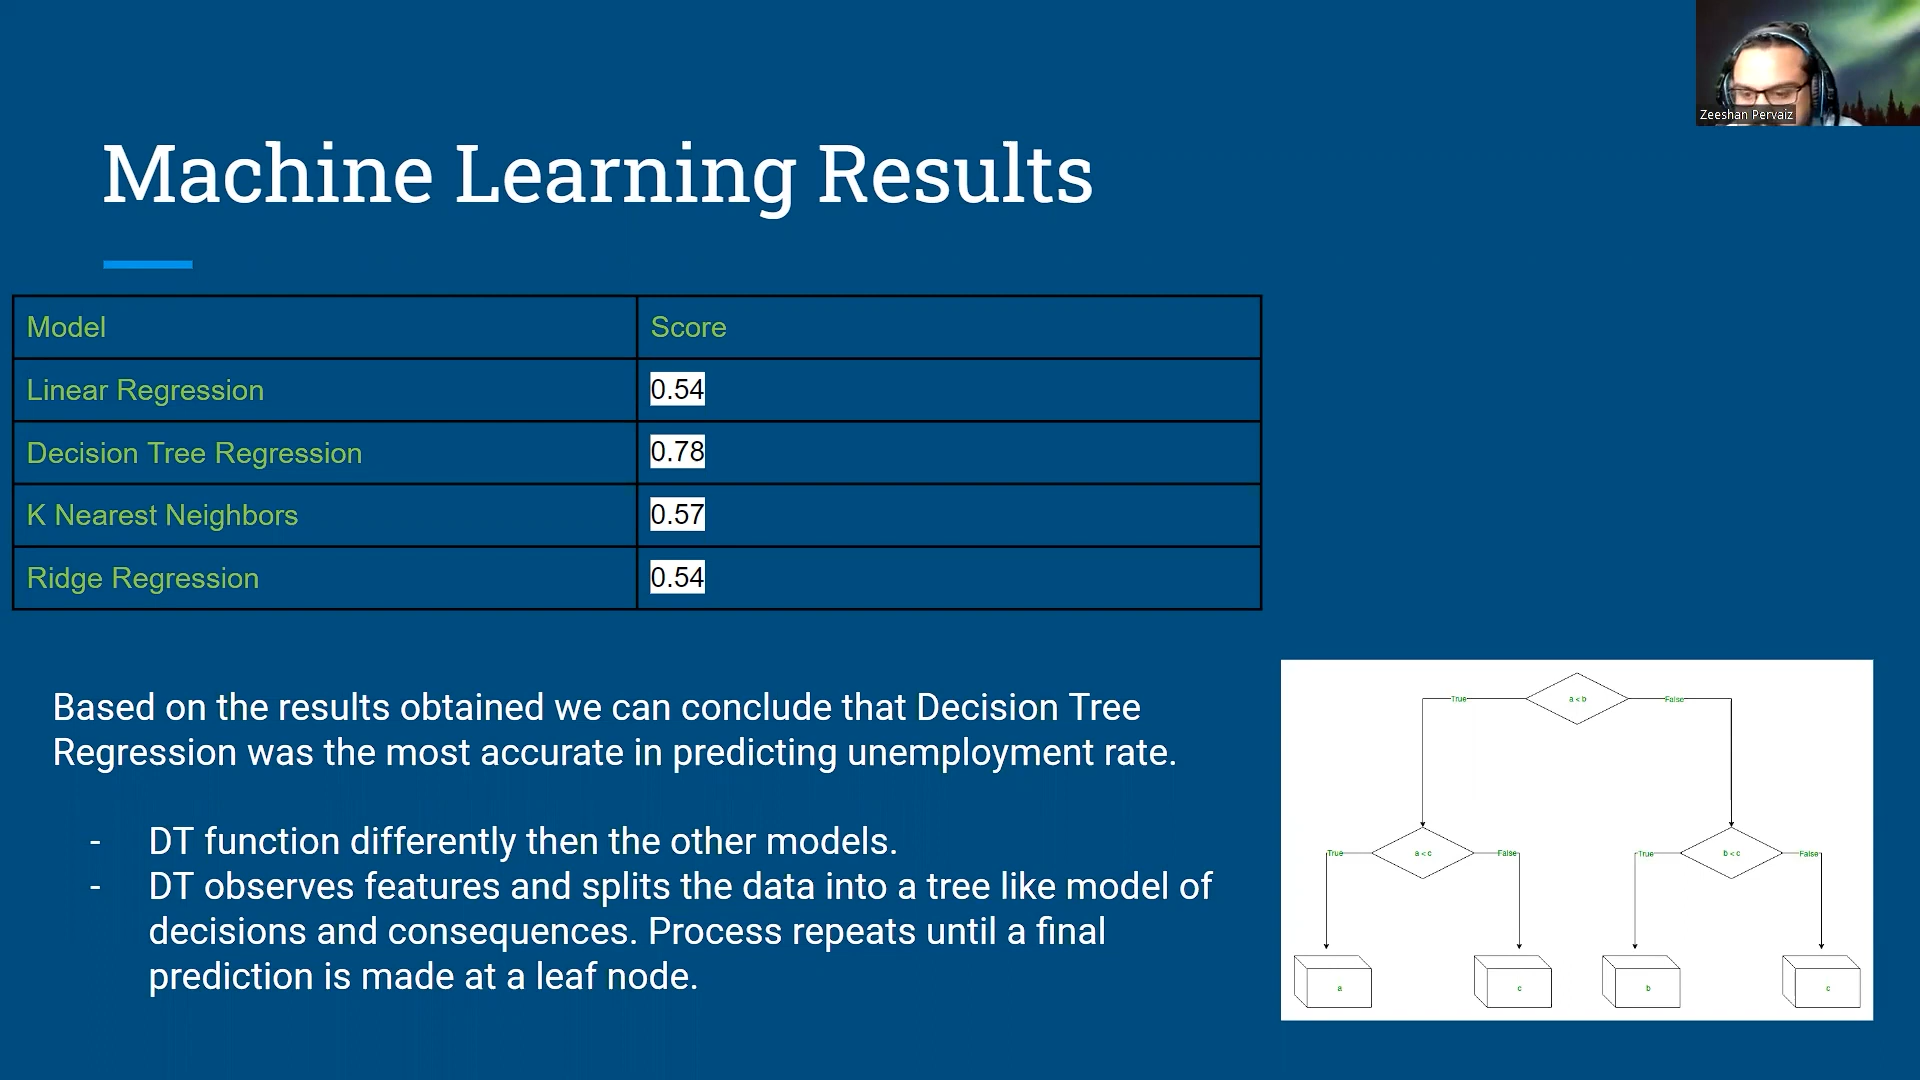 Zeeshan Pervaiz
Machine Learning Results
Model Score
Linear Regression 0.54
Decision Tree Regression 0.78
K Nearest Neighbors 0.57
Ridge Regression 0.54
Based on the results obtained we can conclude that Decision Tree
Regression was the most accurate in predicting unemployment rate.
- DT function differently then the other models.
- DT observes features and splits the data into a tree like model of
decisions and consequences. Process repeats until a final
prediction is made at a leaf node.
True a < b False
True a < c False True b < c False
a c b c